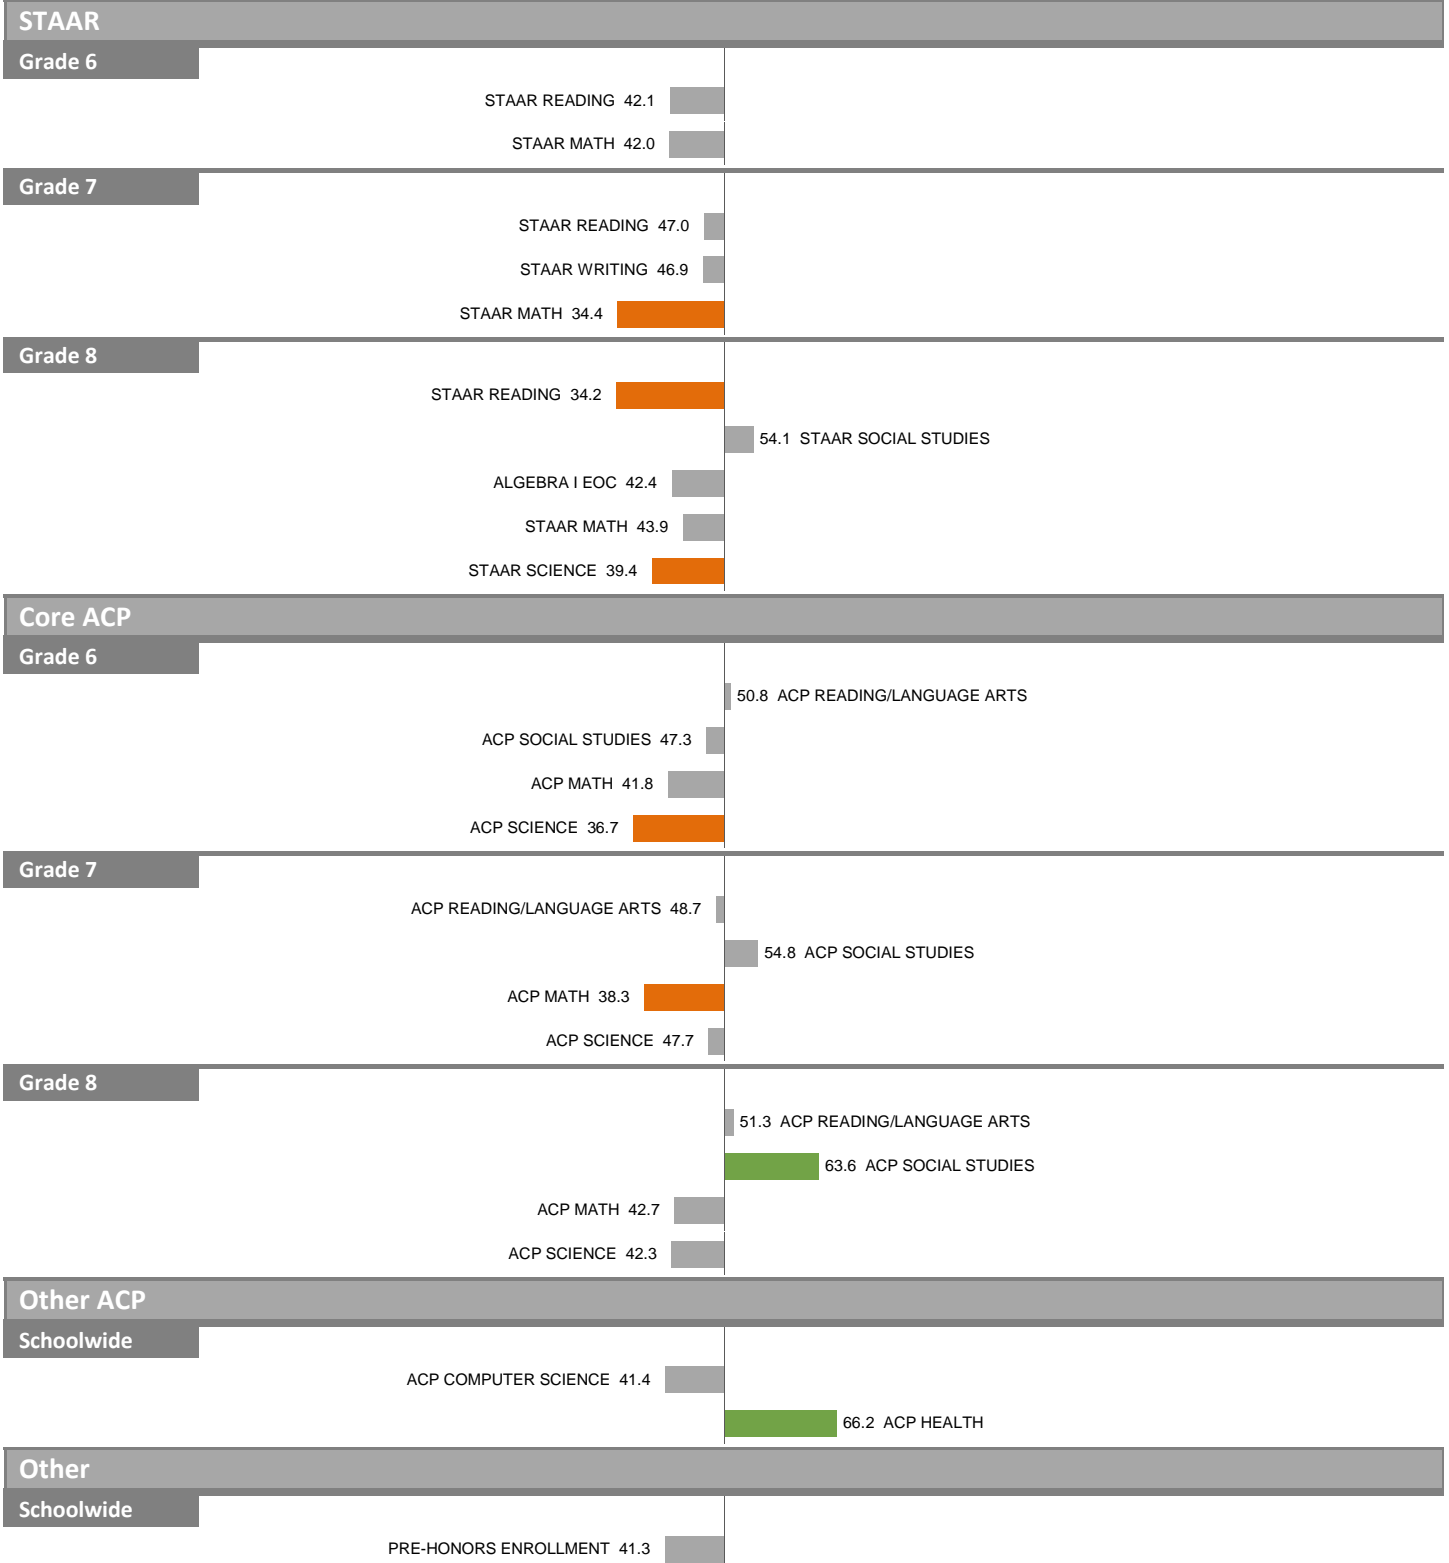 STAAR
Grade 6
STAAR READING 42.1
STAAR MATH 42.0
Grade 7
STAAR READING 47.0
STAAR WRITING 46.9
STAAR MATH 34.4
Grade 8
STAAR READING 34.2
54.1 STAAR SOCIAL STUDIES
ALGEBRA I EOC 42.4
STAAR MATH 43.9
STAAR SCIENCE 39.4
Core ACP
Grade 6
50.8 ACP READING/LANGUAGE ARTS
ACP SOCIAL STUDIES 47.3
ACP MATH 41.8
ACP SCIENCE 36.7
Grade 7
ACP READING/LANGUAGE ARTS 48.7
54.8 ACP SOCIAL STUDIES
ACP MATH 38.3
ACP SCIENCE 47.7
Grade 8
51.3 ACP READING/LANGUAGE ARTS
63.6 ACP SOCIAL STUDIES
ACP MATH 42.7
ACP SCIENCE 42.3
Other ACP
Schoolwide
ACP COMPUTER SCIENCE 41.4
66.2 ACP HEALTH
Other
Schoolwide
PRE-HONORS ENROLLMENT 41.3